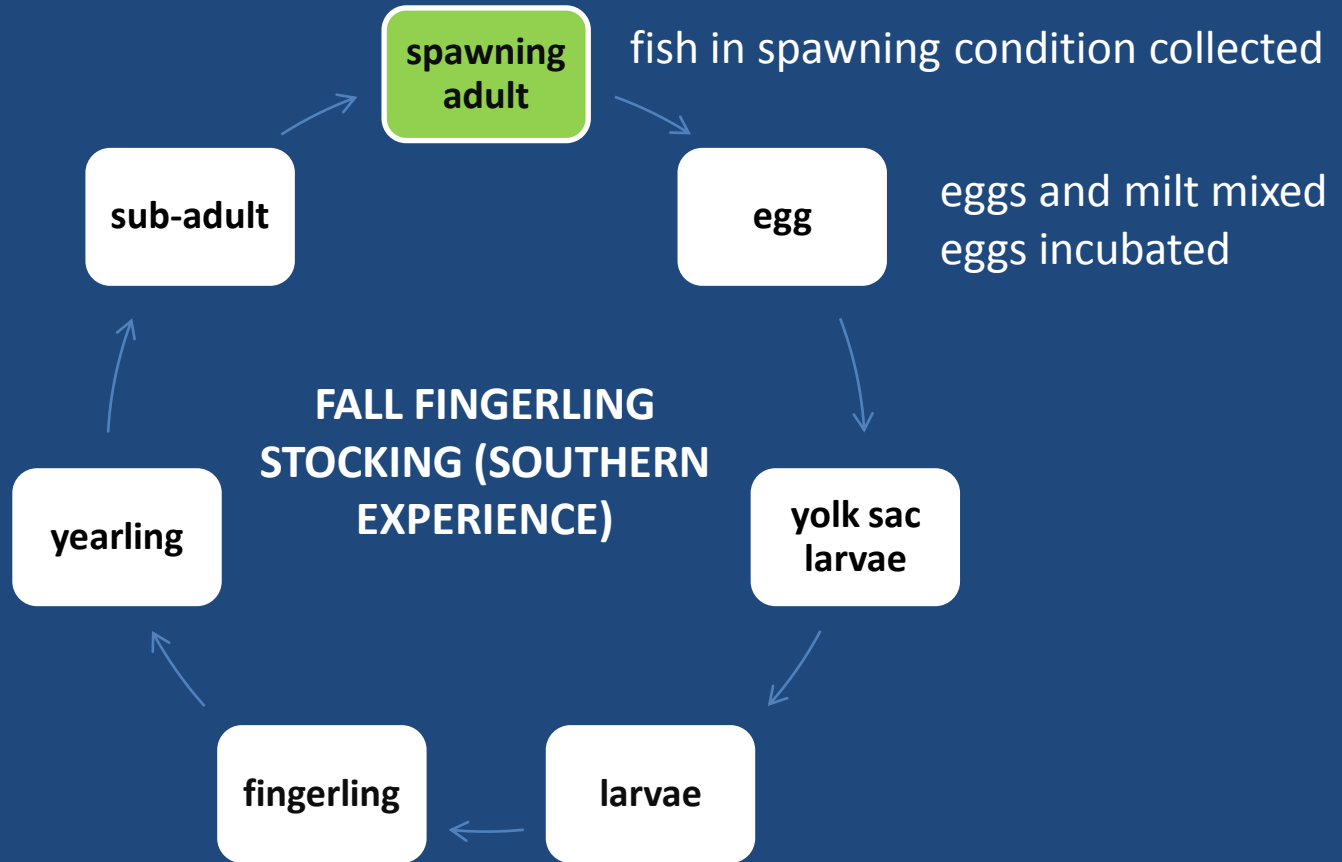 spawning
adult
fish in spawning condition collected
egg
eggs and milt mixed
eggs incubated
yolk sac
larvae
larvae
fingerling
yearling
sub-adult
FALL FINGERLING
STOCKING (SOUTHERN
EXPERIENCE)